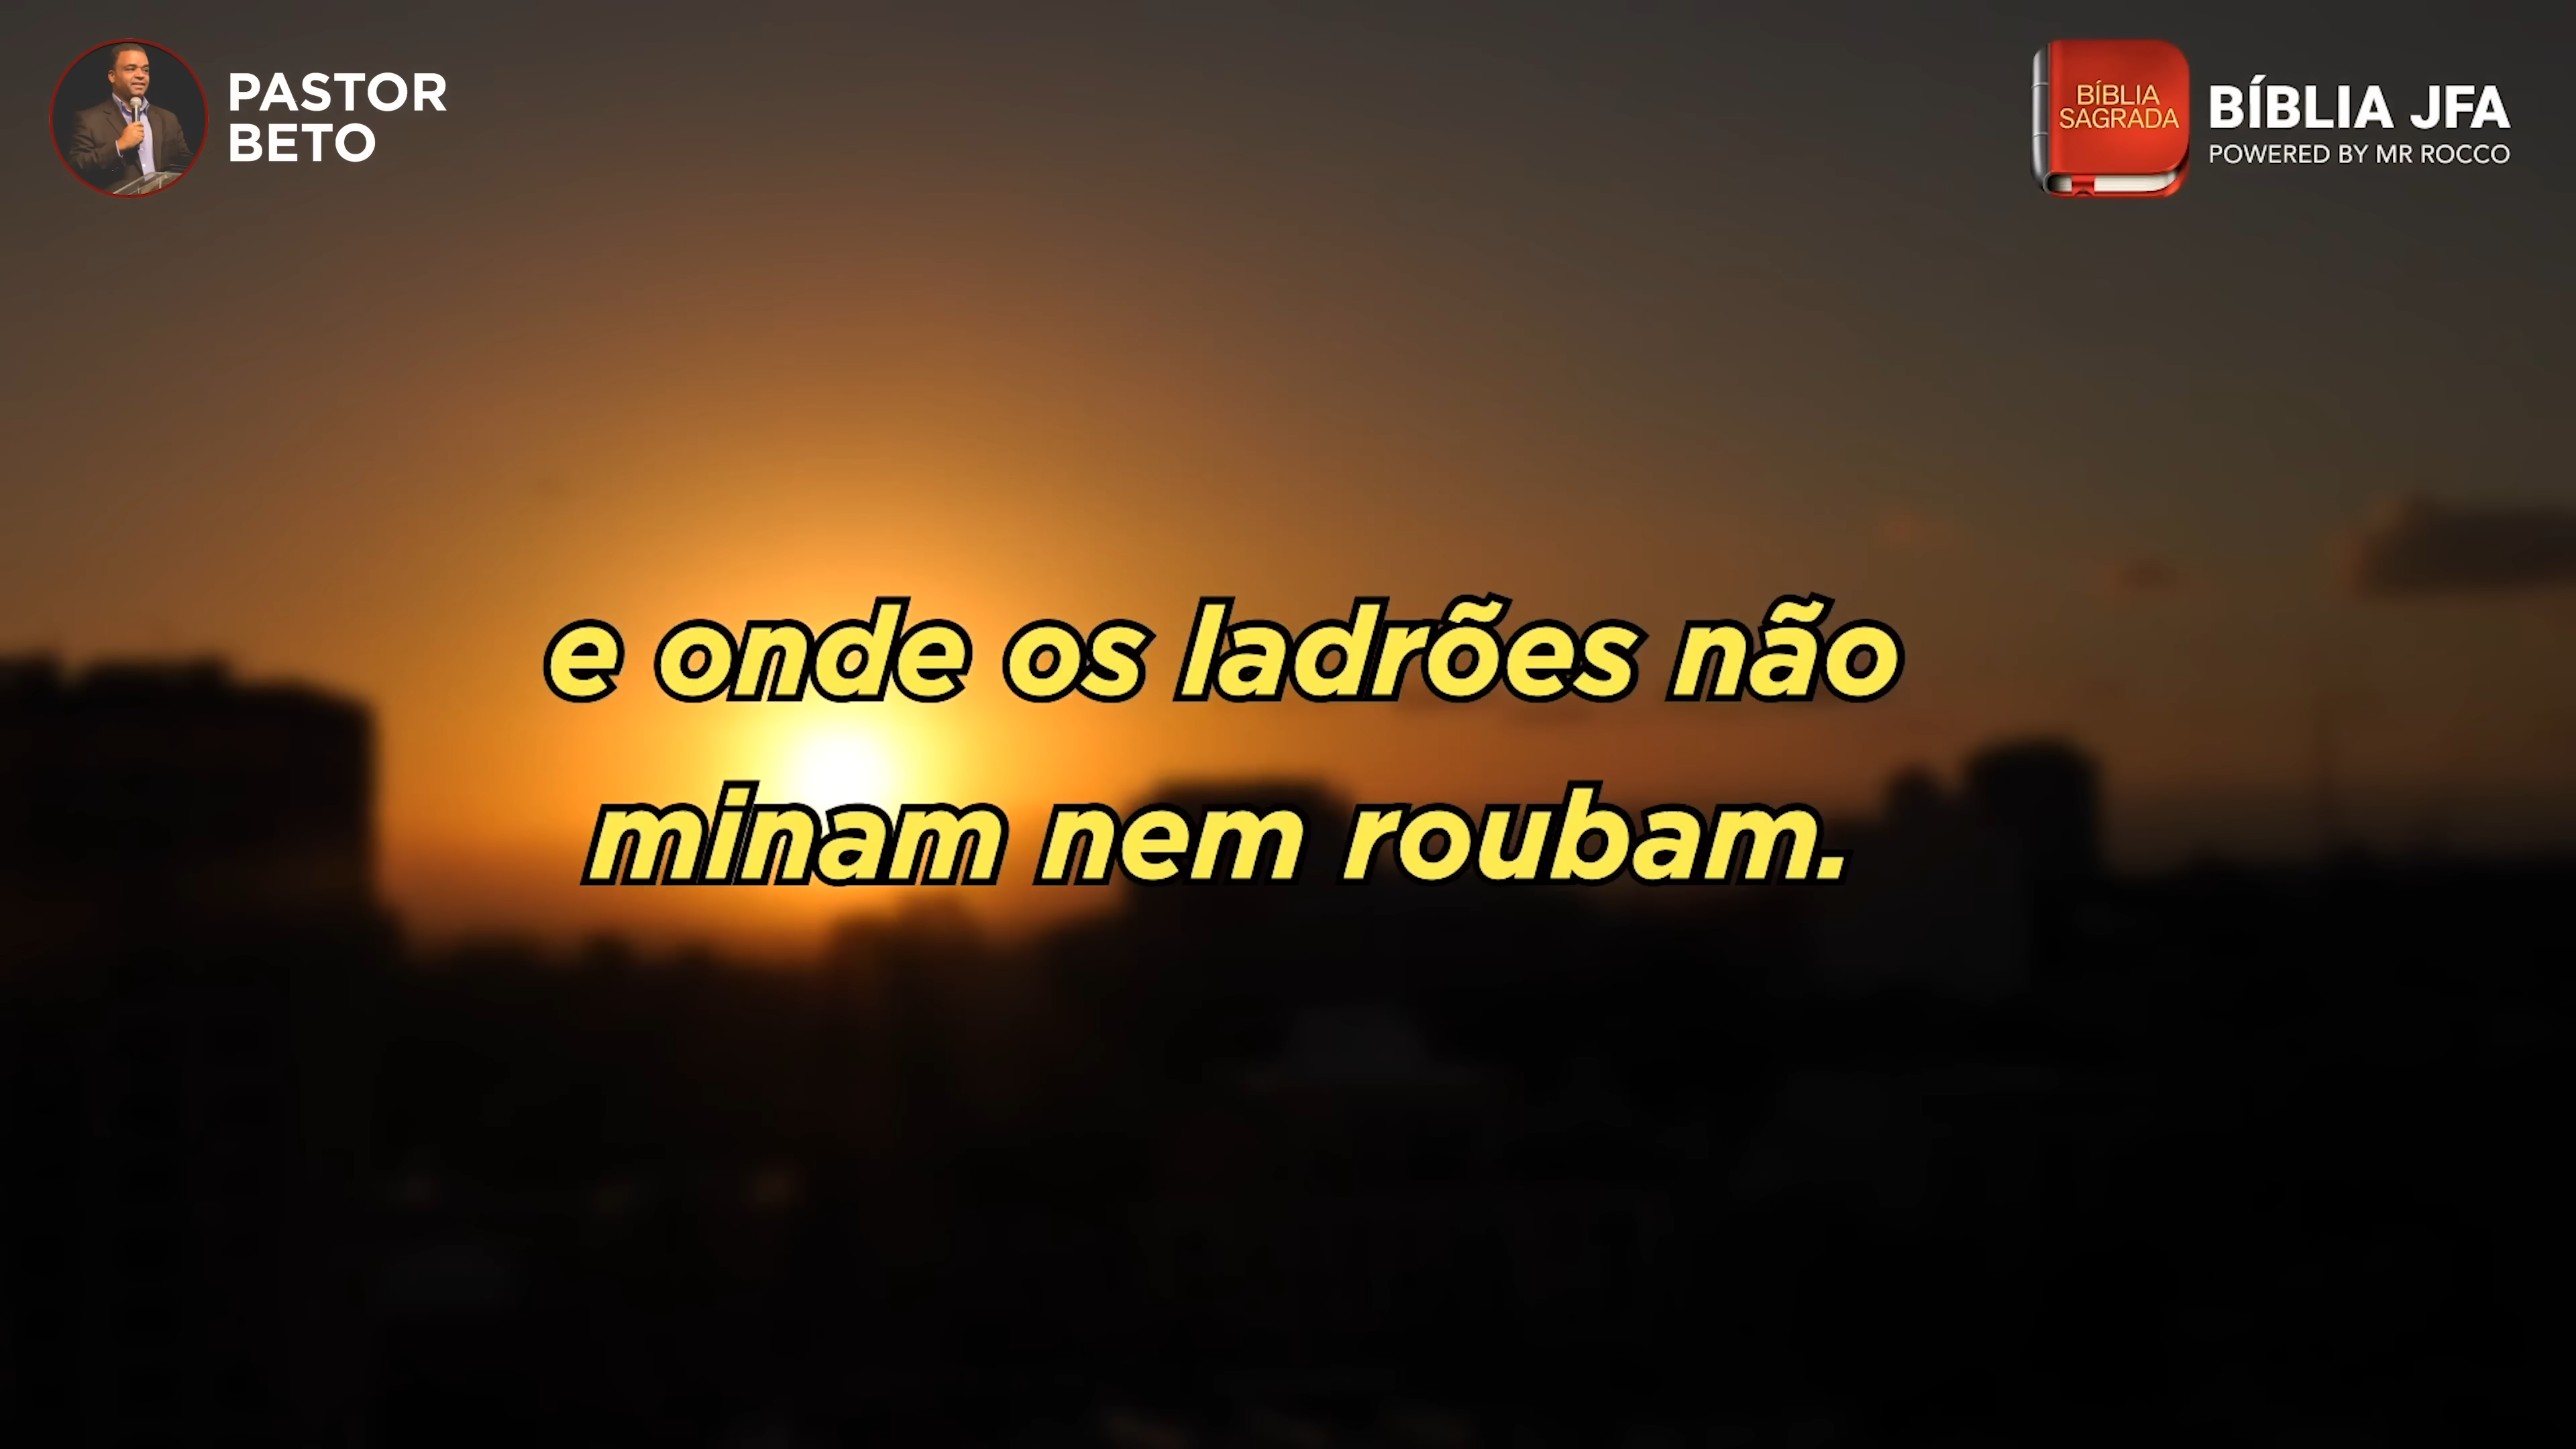 PASTOR
BETO
BÍBLIA
SAGRADA
BÍBLIA JFA
POWERED BY MR ROCCO
e onde os ladrões não
minam nem roubam.